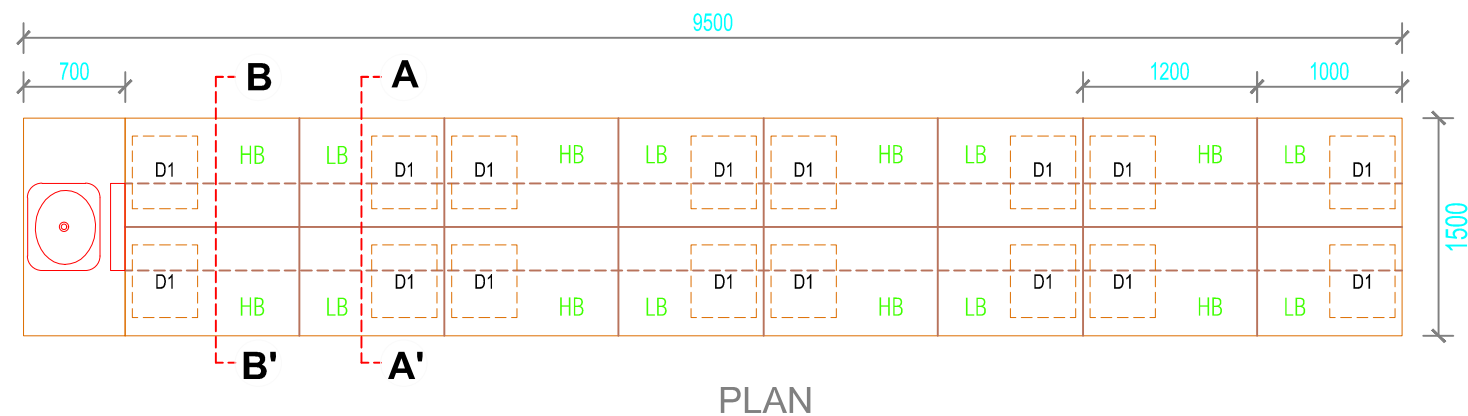 9500
700
1200 1000
B A
D1 HB LB D1 D1 HB LB D1 D1 HB LB D1 D1 HB LB D1
1500
D1 HB LB D1 D1 HB LB D1 D1 HB LB D1 D1 HB LB D1
B' A'
PLAN